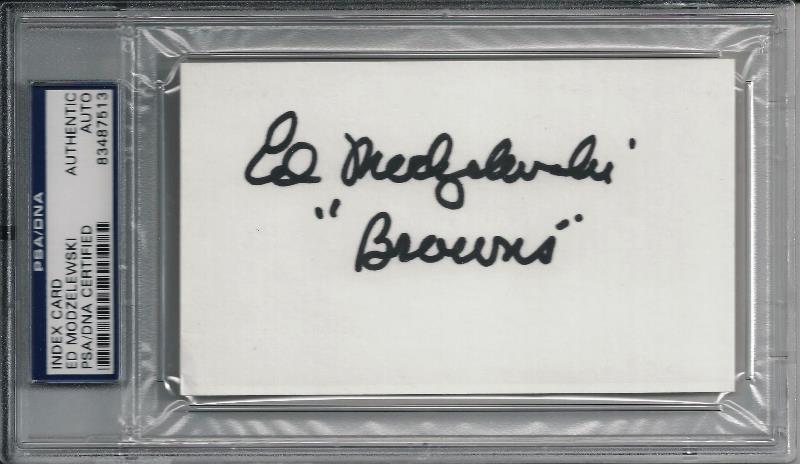 PSA/DNA
INDEX CARD
ED MODZELEWSKI
PSA/DNA CERTIFIED
AUTHENTIC
AUTO
83487513
Ed Modzelewski
"Browns"